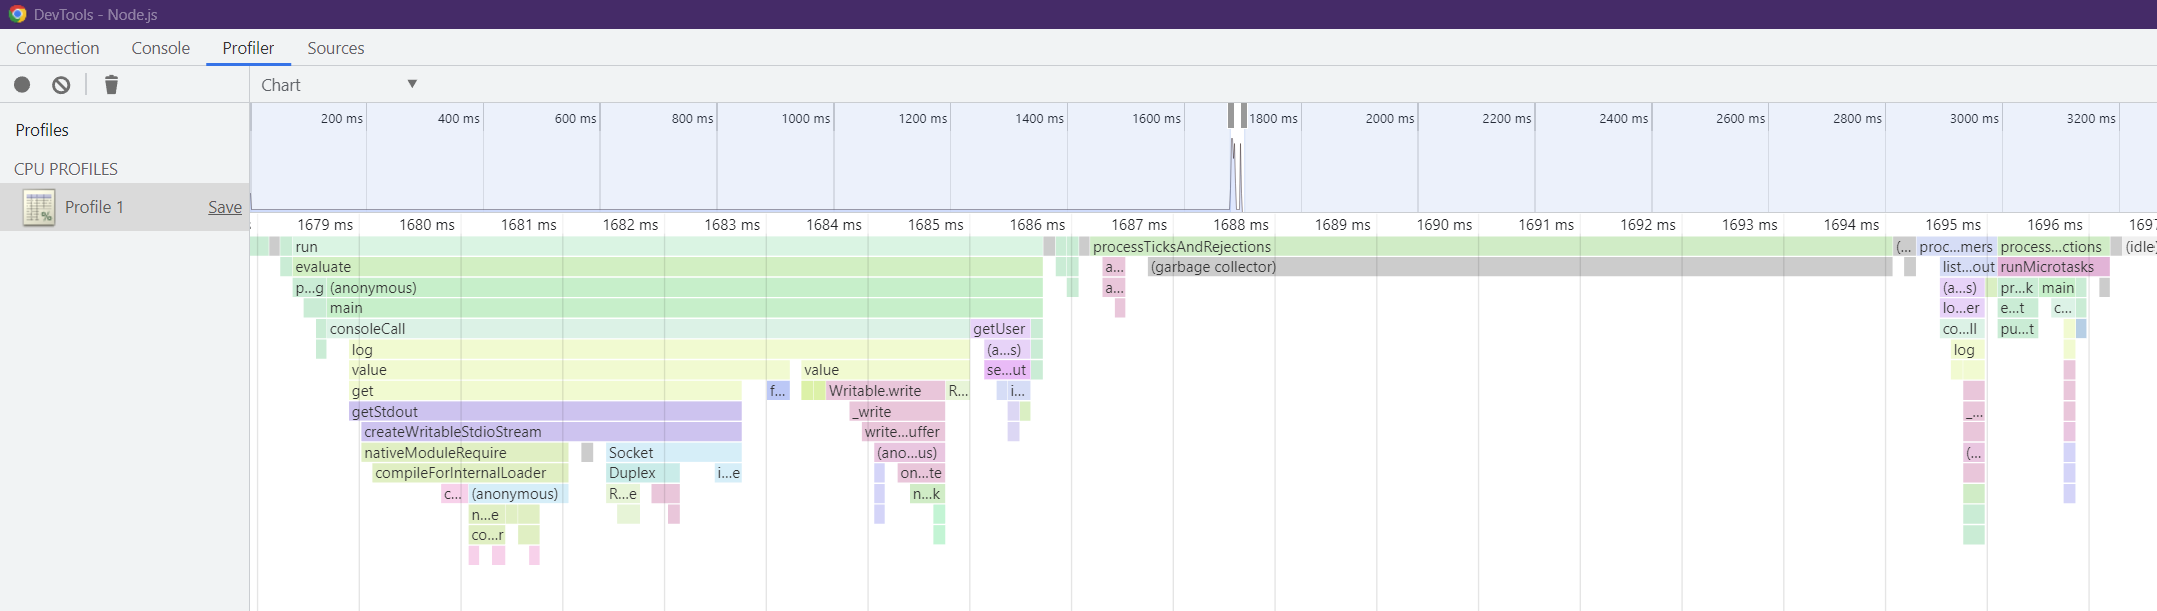 DevTools - Node.js
Connection Console Profiler Sources
Chart ▼
Profiles
CPU PROFILES
Profile 1 Save
200 ms 400 ms 600 ms 800 ms 1000 ms 1200 ms 1400 ms 1600 ms 1800 ms 2000 ms 2200 ms 2400 ms 2600 ms 2800 ms 3000 ms 3200 ms
1679 ms 1680 ms 1681 ms 1682 ms 1683 ms 1684 ms 1685 ms 1686 ms 1687 ms 1688 ms 1689 ms 1690 ms 1691 ms 1692 ms 1693 ms 1694 ms 1695 ms 1696 ms 1697
run processTicksAndRejections (... proc...mers process...ctions (idle)
evaluate a... (garbage collector) list...out runMicrotasks
p...g (anonymous) a... (a...s) pr...k main
main lo...er e...t c...
consoleCall getUser co...ll pu...t
log (a...s) log
value value se...ut
get f... Writable.write R... i...
getStdout _write _...
createWritableStdioStream write...uffer
nativeModuleRequire Socket (ano...us) (...
compileForInternalLoader Duplex i...e on...te
c... (anonymous) R...e n...k
n...e
co...r